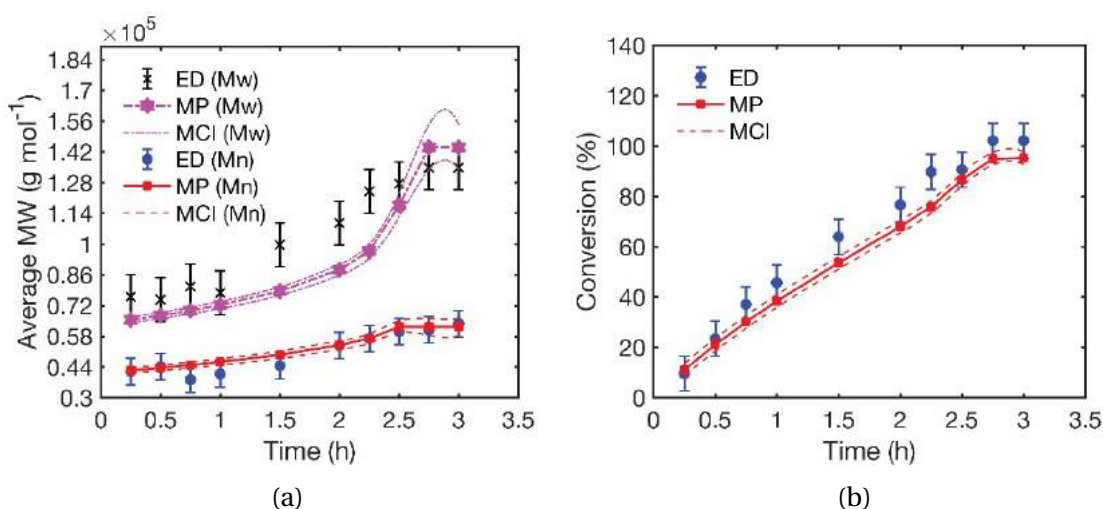 ×10⁵
1.84
1.7
1.56
1.42
1.28
1.14
1
0.86
0.72
0.58
0.44
0.3
Average MW (g mol⁻¹)
ED (Mw)
MP (Mw)
MCI (Mw)
ED (Mn)
MP (Mn)
MCI (Mn)
0 0.5 1 1.5 2 2.5 3 3.5
Time (h)
(a)
140
120
100
80
60
40
20
0
Conversion (%)
ED
MP
MCI
0 0.5 1 1.5 2 2.5 3 3.5
Time (h)
(b)